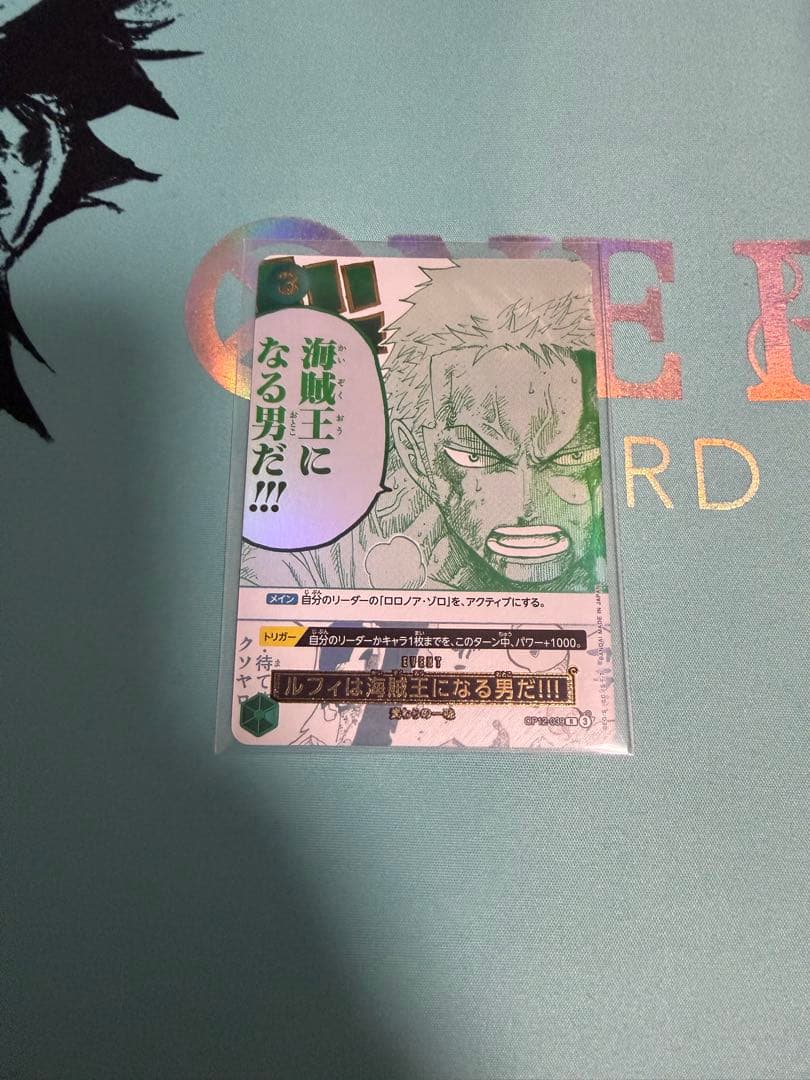 ONE P
CARD
3
海賊王に
なる男だ!!!
メイン 自分のリーダーの「ロロノア・ゾロ」を、アクティブにする。
トリガー 自分のリーダーかキャラ1枚までを、このターン中、パワー+1000。
待て
クソヤロ
EVENT
ルフィは海賊王になる男だ!!!
麦わらの一味
R 3